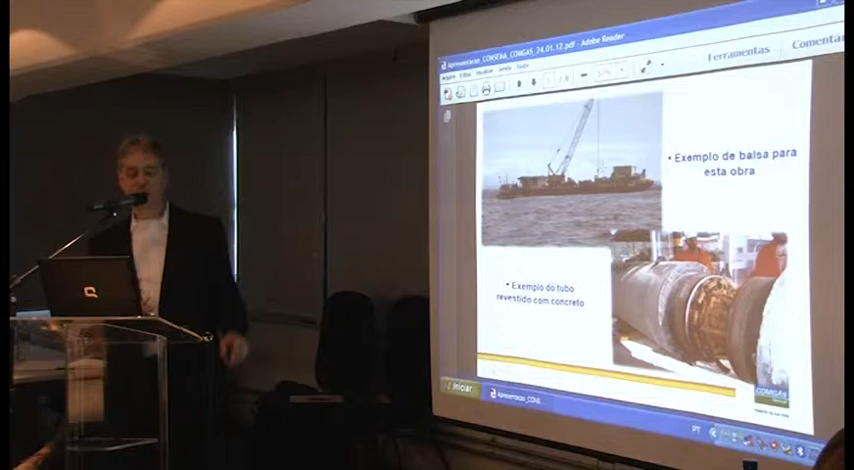 Apresentacao_CONSEMA_COMGAS_24.01.12.pdf - Adobe Reader
Ferramentas
Comentar
• Exemplo de balsa para
esta obra
• Exemplo do tubo
revestido com concreto
COMGÁS
Iniciar
PT